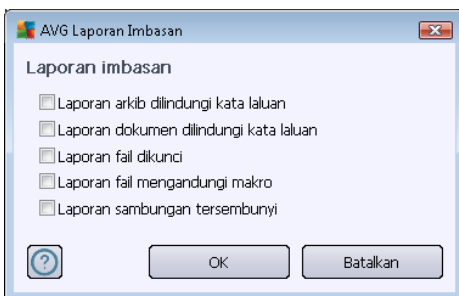 AVG Laporan Imbasan
Laporan imbasan
Laporan arkib dilindungi kata laluan
Laporan dokumen dilindungi kata laluan
Laporan fail dikunci
Laporan fail mengandungi makro
Laporan sambungan tersembunyi
? OK Batalkan